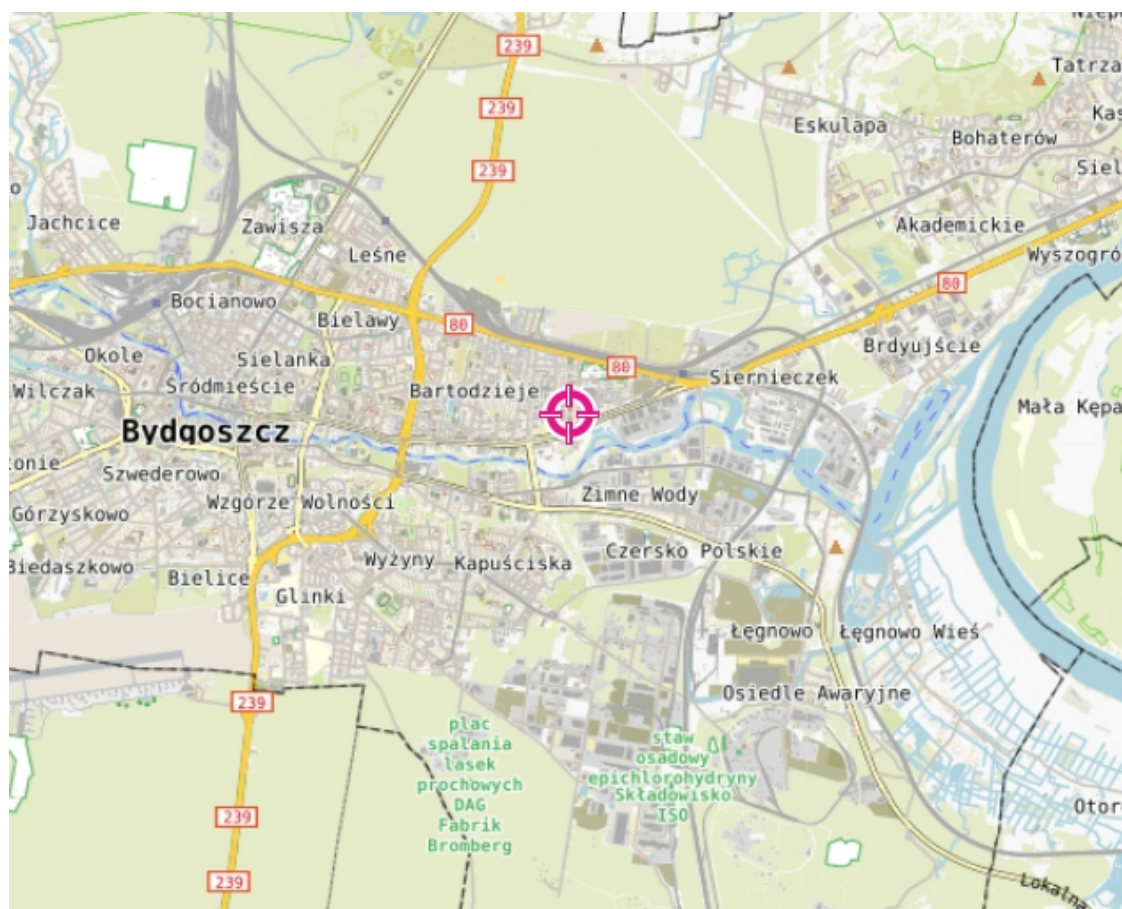 239
Niepo
Tatrza
239
Kas
Eskulapa
Bohaterów
239
Siel
o
Jachcice
Zawisza
Akademickie
Leśne
Wyszogró
80
Bocianowo
Bielawy
80
Okole
Sielanka
Brdyujście
80
Siernieczek
Wilczak
Śródmieście
Bartodzieje
Mała Kępa
Bydgoszcz
onie
Szwederowo
Wzgórze Wolności
Zimne Wody
Górzyskowo
Czersko Polskie
Biedaszkowo
Bielice
Wyżyny
Kapuściska
Glinki
Łęgnowo
Łęgnowo Wieś
Osiedle Awaryjne
239
plac
spalania
lasek
prochowych
DAG
Fabrik
Bromberg
staw
osadowy
epichlorohydryny
Składowisko
ISO
Otor
239
239
Lokalna